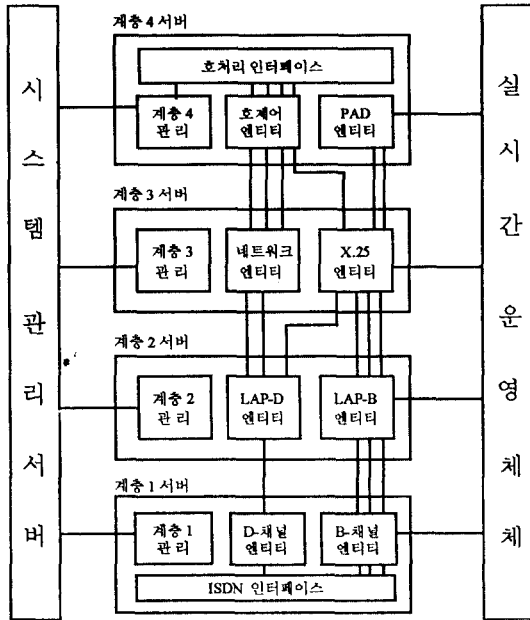 시스템관리서버
계층 4 서버
호처리 인터페이스
계층 4
관리
호제어
엔티티
PAD
엔티티
계층 3 서버
계층 3
관리
네트워크
엔티티
X.25
엔티티
계층 2 서버
계층 2
관리
LAP-D
엔티티
LAP-B
엔티티
계층 1 서버
계층 1
관리
D-채널
엔티티
B-채널
엔티티
ISDN 인터페이스
실시간운영체체